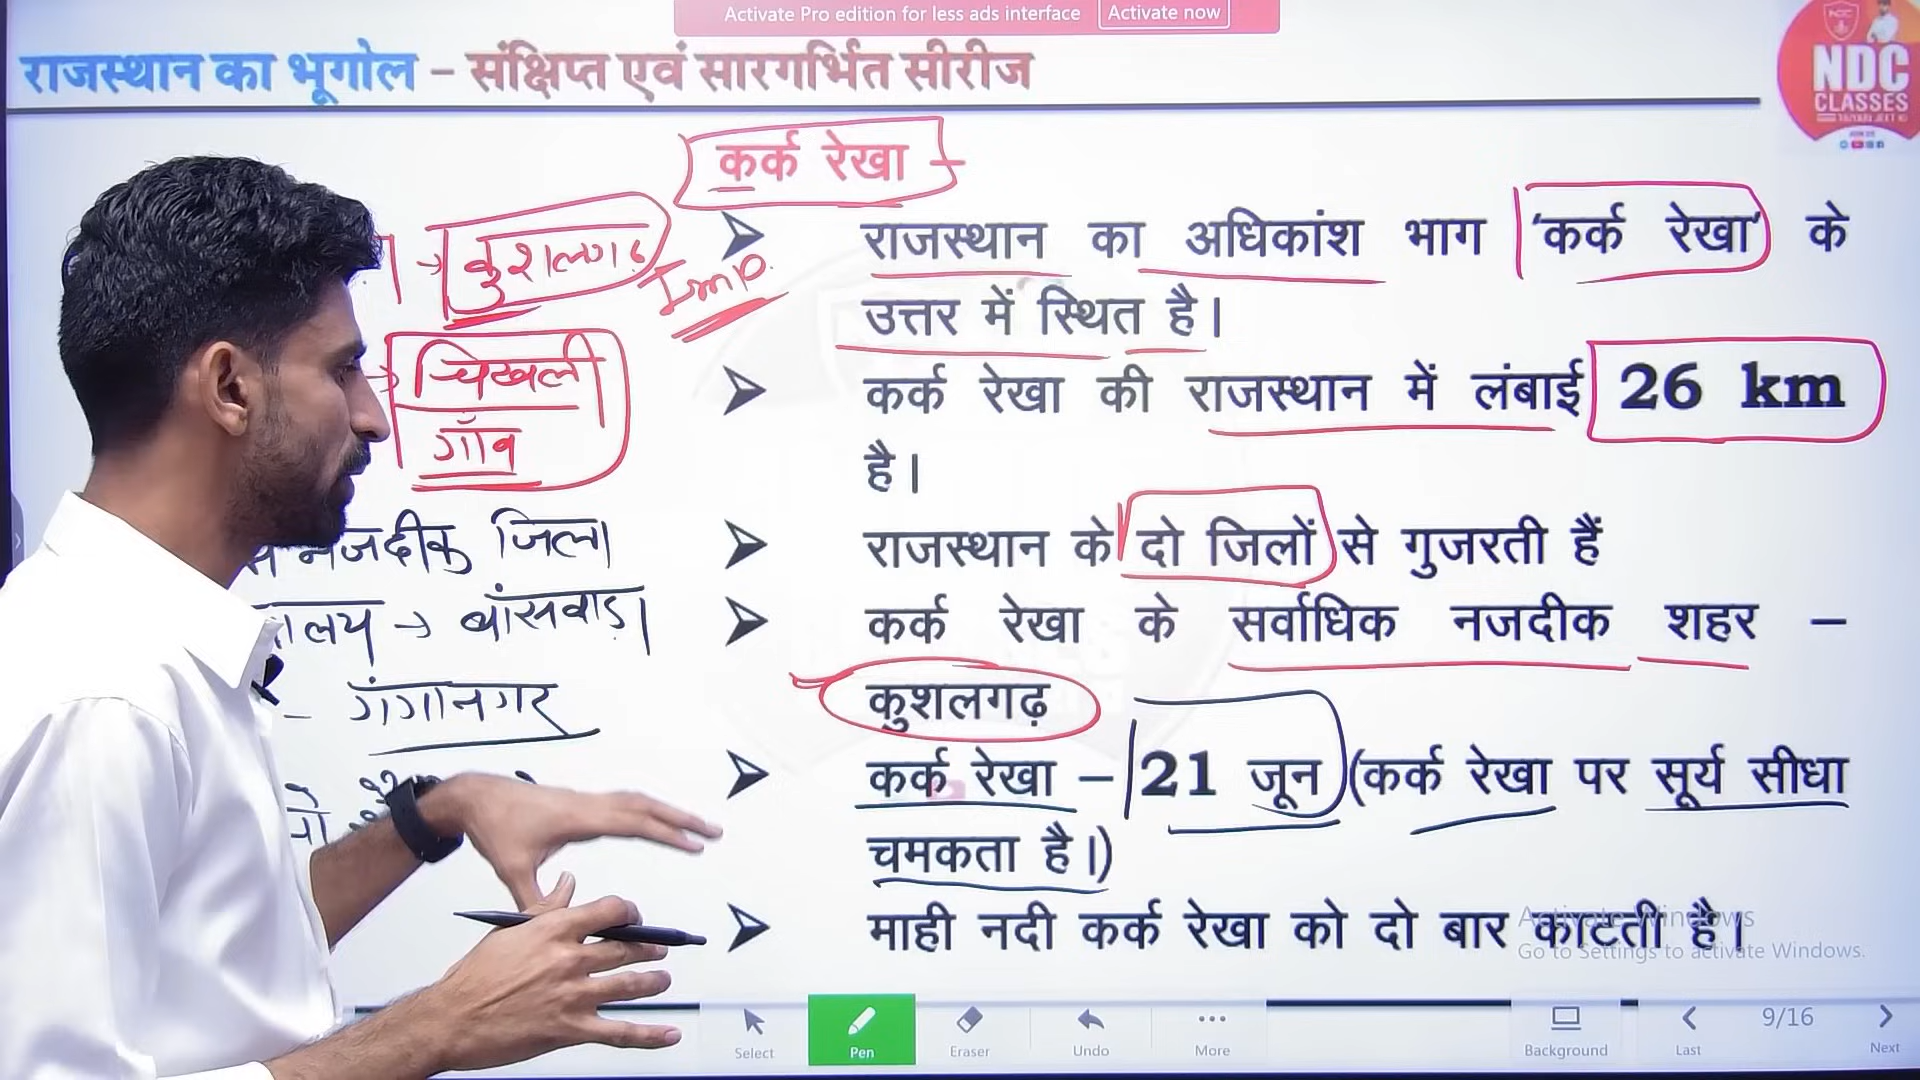 Activate Pro edition for less ads interface Activate now
राजस्थान का भूगोल – संक्षिप्त एवं सारगर्भित सीरीज
NDC
CLASSES
कर्क रेखा –
राजस्थान का अधिकांश भाग 'कर्क रेखा' के
उत्तर में स्थित है।
कर्क रेखा की राजस्थान में लंबाई 26 km
है।
राजस्थान के दो जिलों से गुजरती हैं
कर्क रेखा के सर्वाधिक नजदीक शहर –
कुशलगढ़
कर्क रेखा – 21 जून (कर्क रेखा पर सूर्य सीधा
चमकता है।)
माही नदी कर्क रेखा को दो बार काटती है।
→ कुशलगढ़
Imp.
चिखली
गाँव
नजदीक जिला
→ बांसवाड़ा
– गंगानगर
Activate Windows
Go to Settings to activate Windows.
Select Pen Eraser Undo More Background Last 9/16 Next